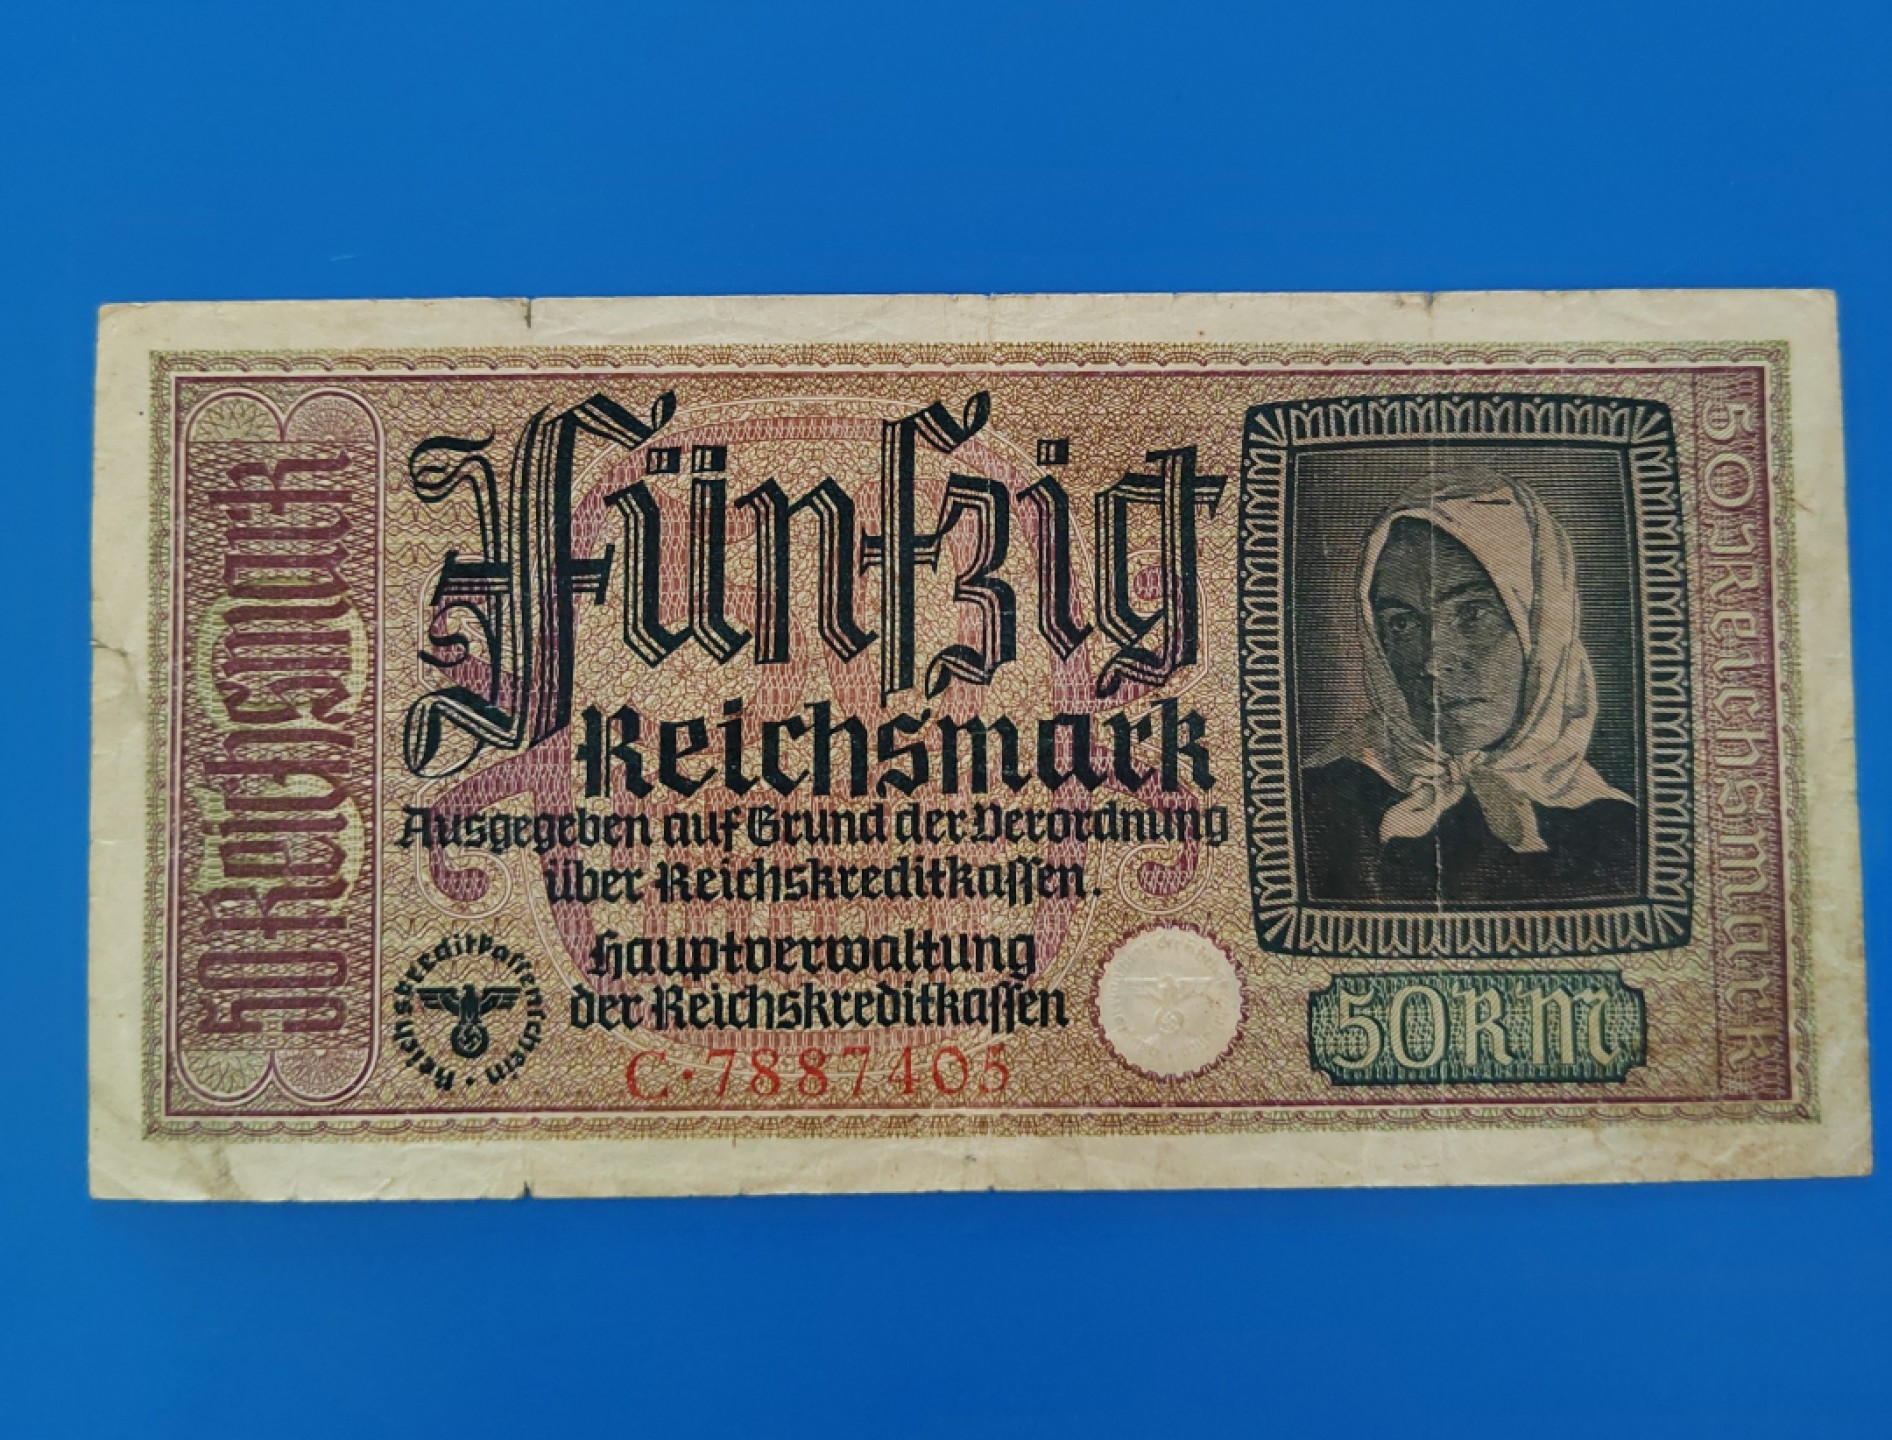 50 Reichsmark
Fünfzig
Reichsmark
Ausgegeben auf Grund der Verordnung
über Reichskreditkassen.
Hauptverwaltung
der Reichskreditkassen
Reichskreditkassenschein
C·7887405
50 RM
50 Reichsmark